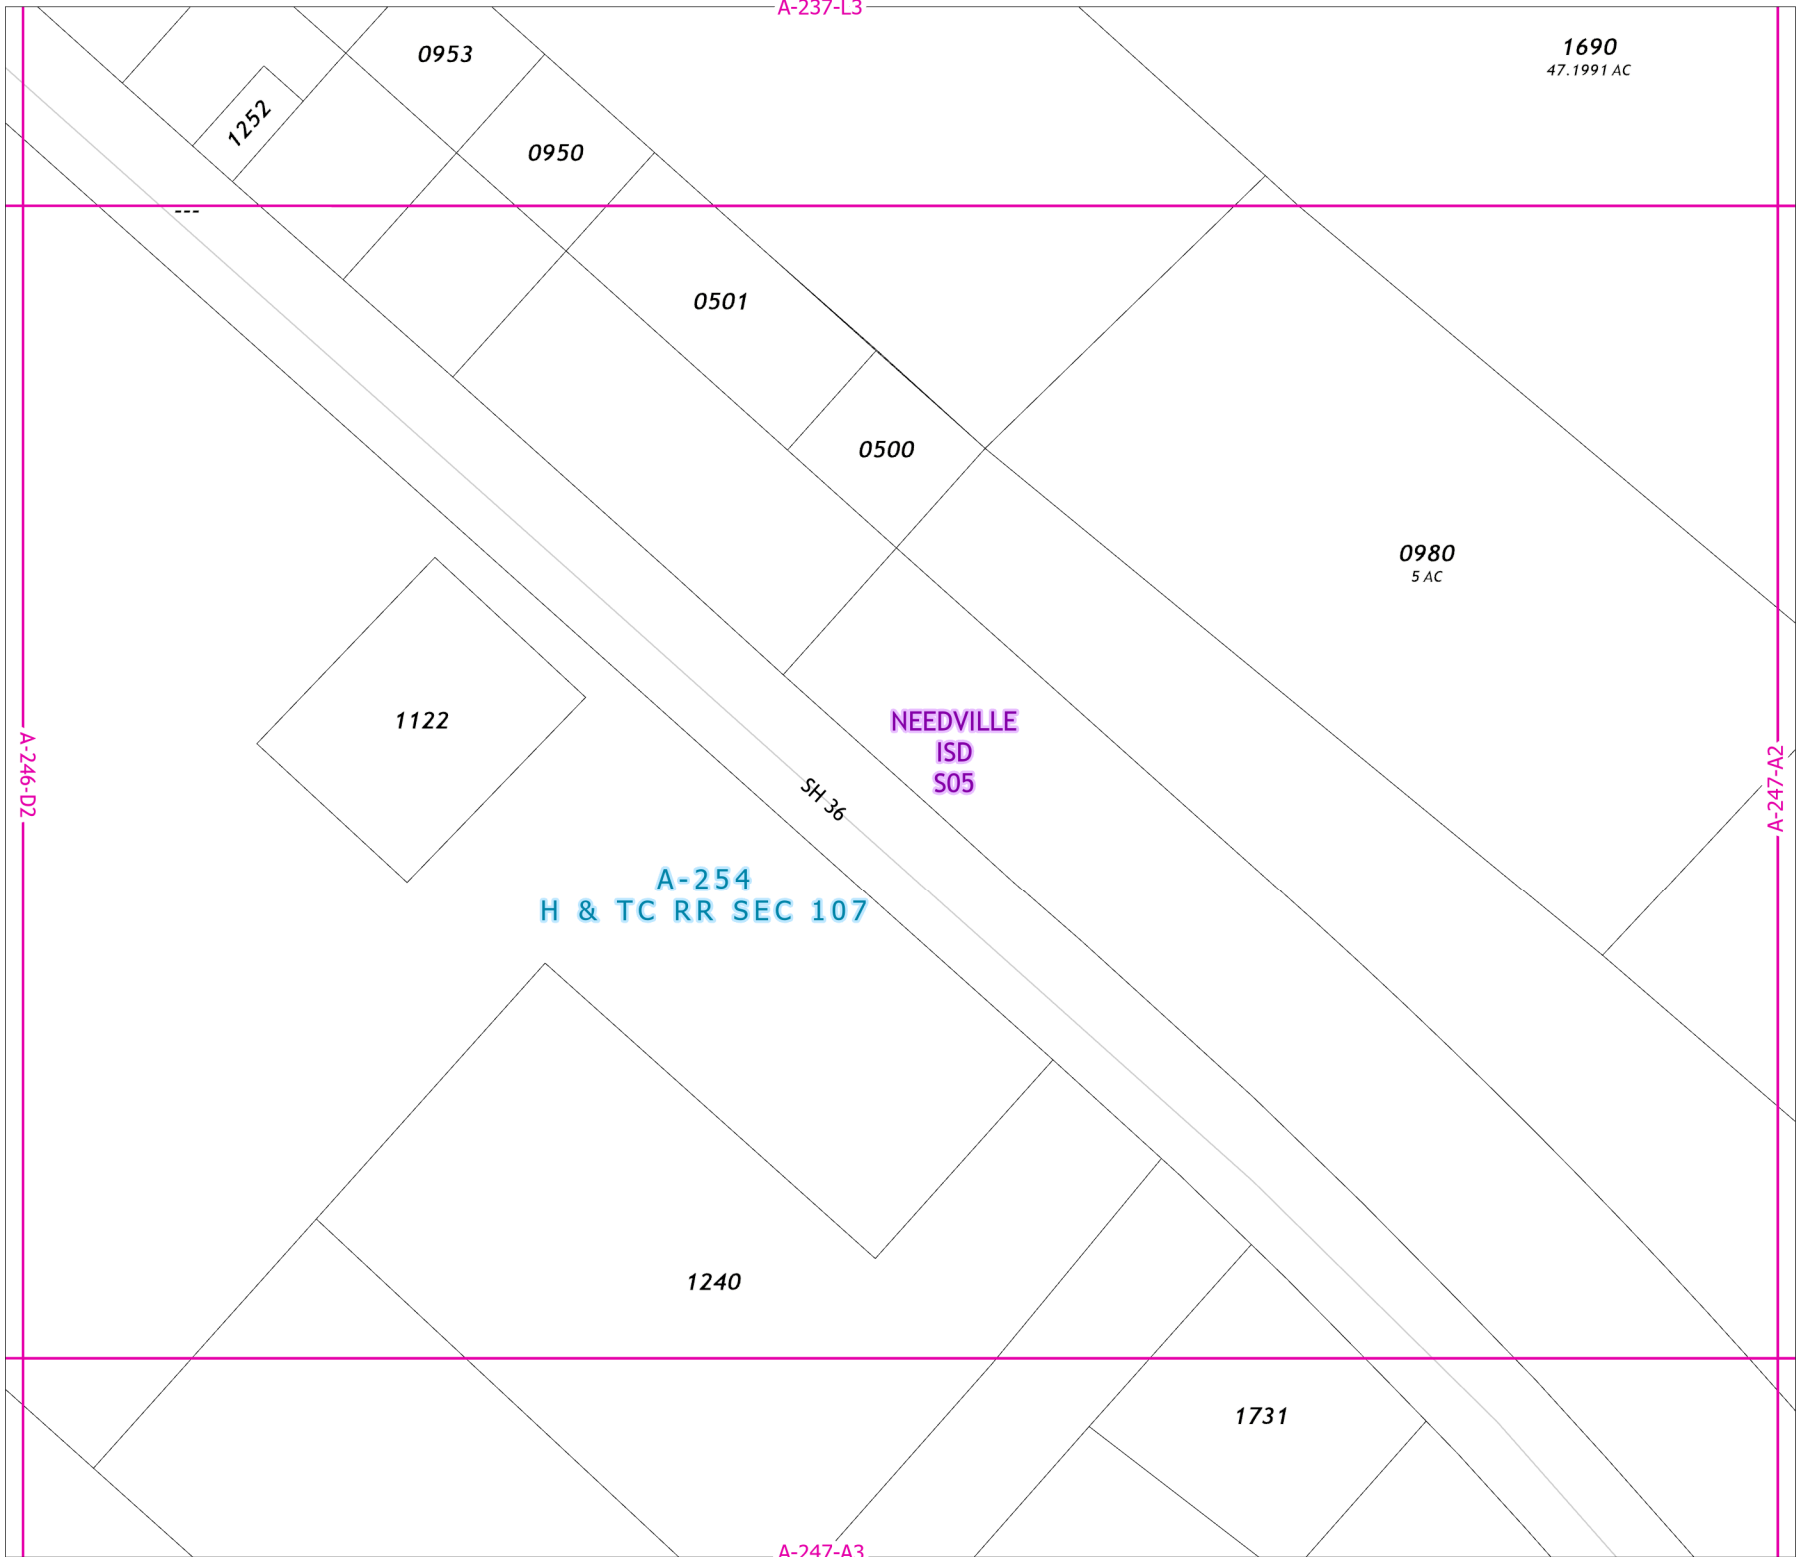 A-237-L3
1690
47.1991 AC
0953
1252
0950
---
0501
0500
0980
5 AC
1122
NEEDVILLE
ISD
S05
A-246-D2
A-247-A2
SH 36
A-254
H & TC RR SEC 107
1240
1731
A-247-A3